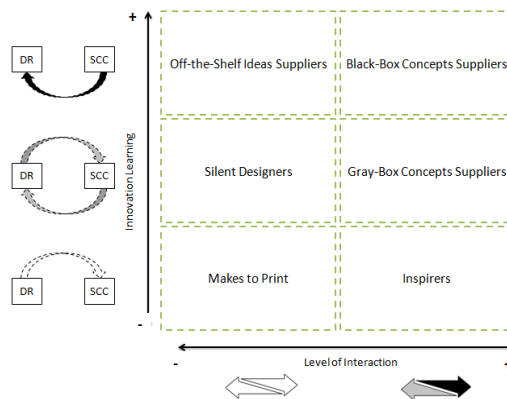 +
DR SCC
Off-the-Shelf Ideas Suppliers Black-Box Concepts Suppliers
DR SCC
Innovation Learning
Silent Designers Gray-Box Concepts Suppliers
DR SCC
Makes to Print Inspirers
-
- Level of Interaction +